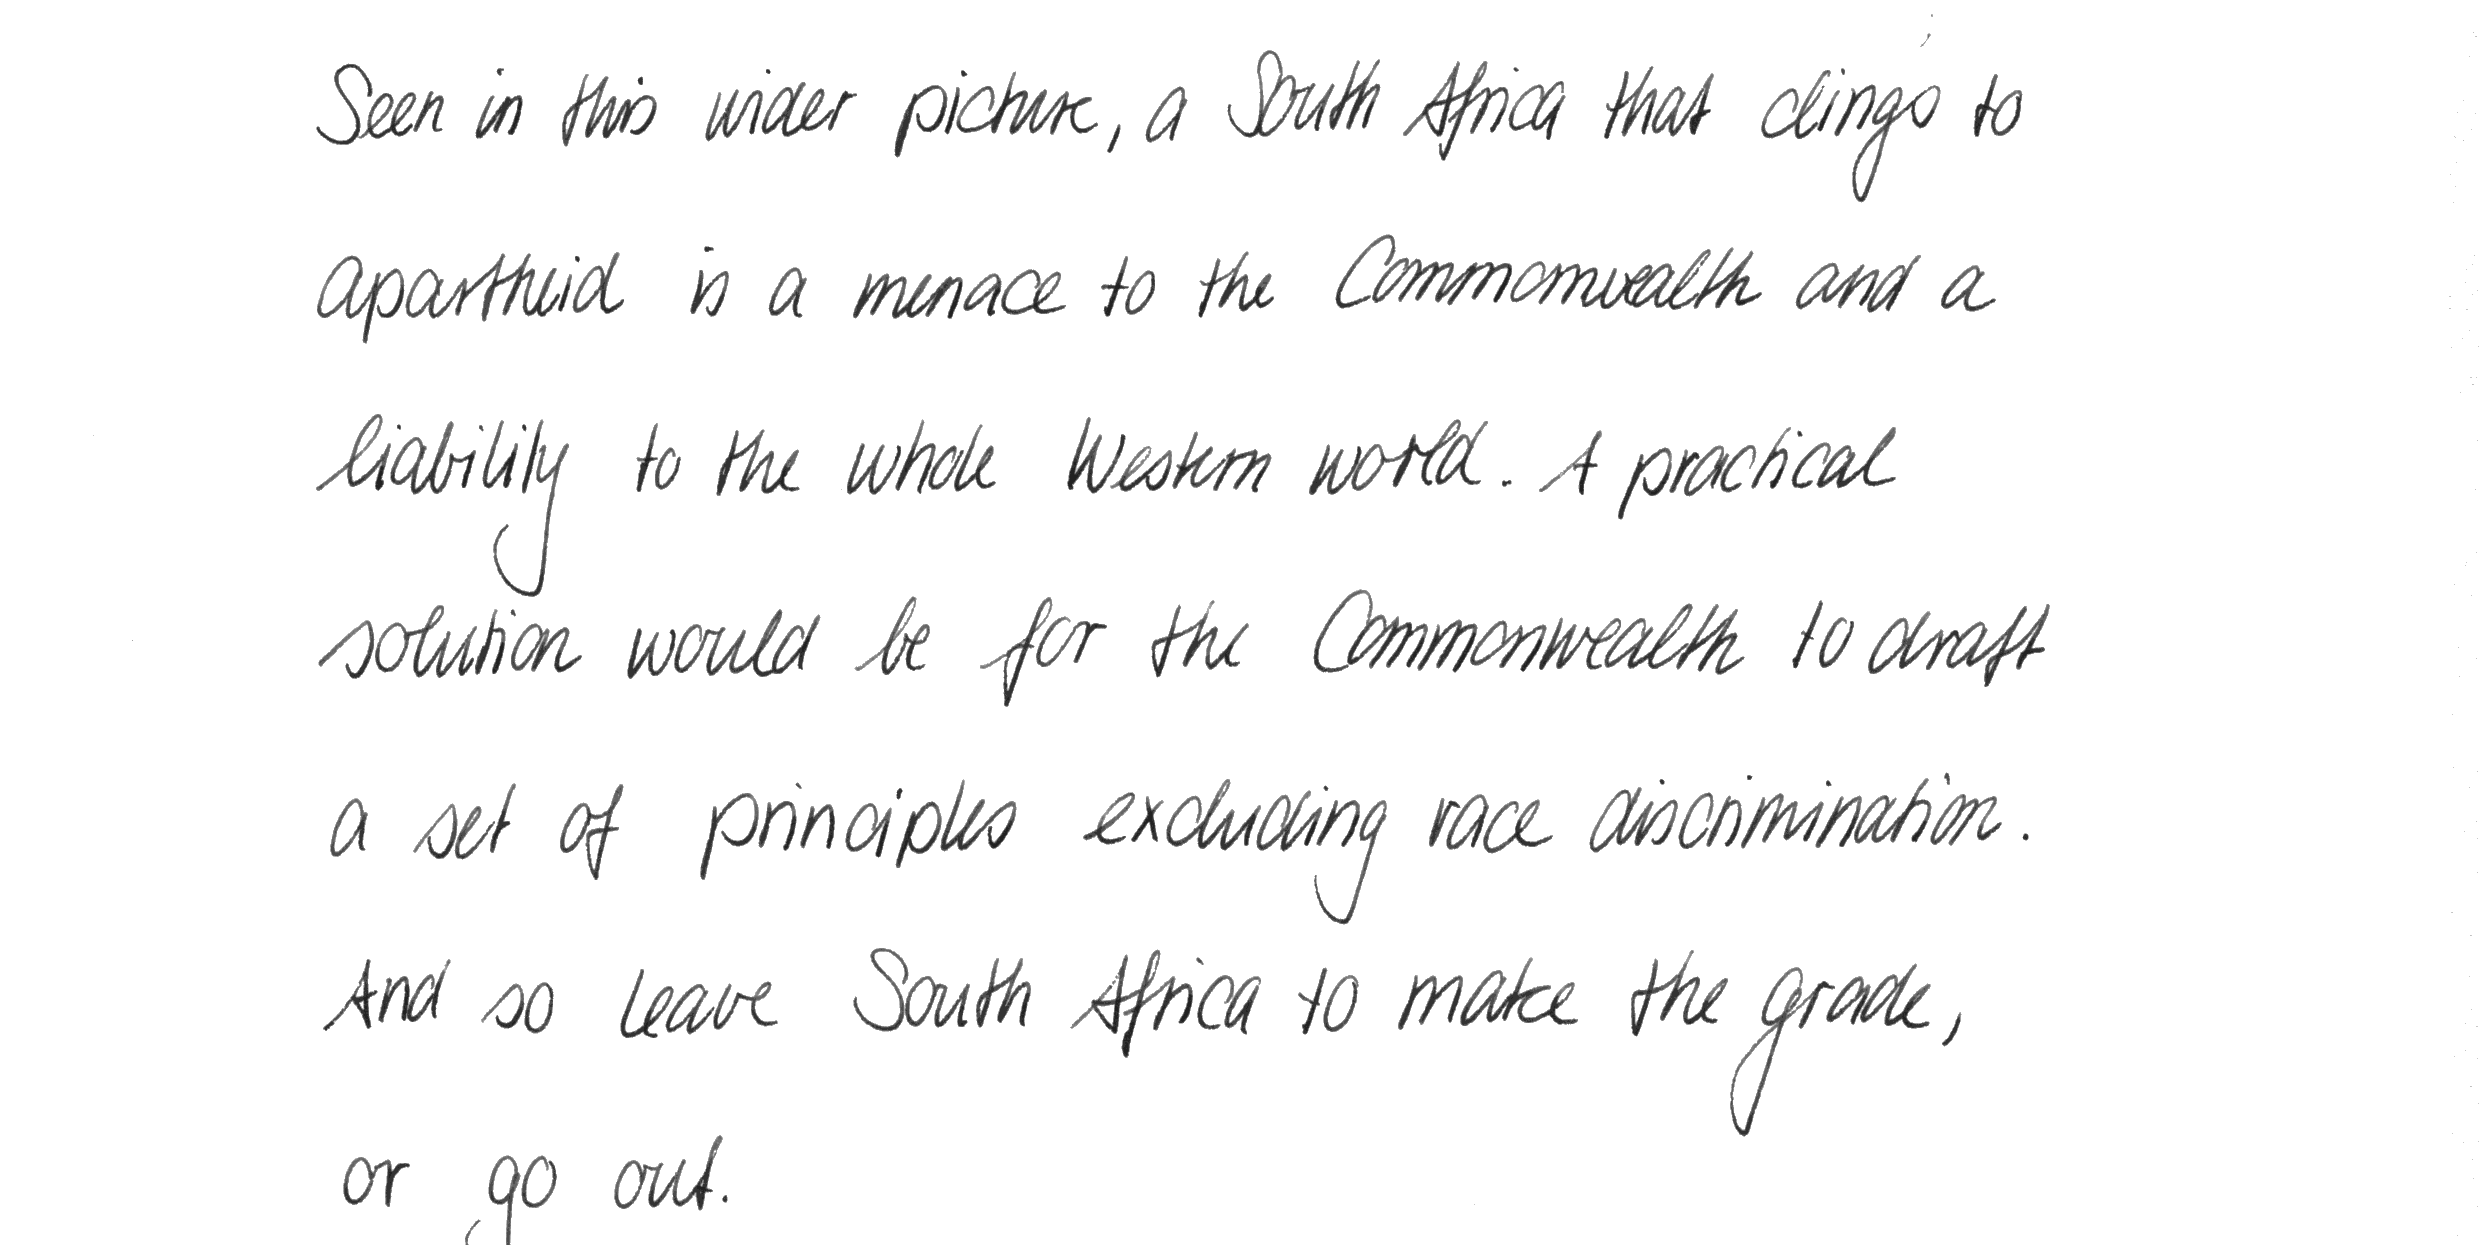 Seen in this wider picture, a South Africa that clings to
apartheid is a menace to the Commonwealth and a
liability to the whole Western world. A practical
solution would be for the Commonwealth to draft
a set of principles excluding race discrimination.
And so leave South Africa to make the grade,
or go out.